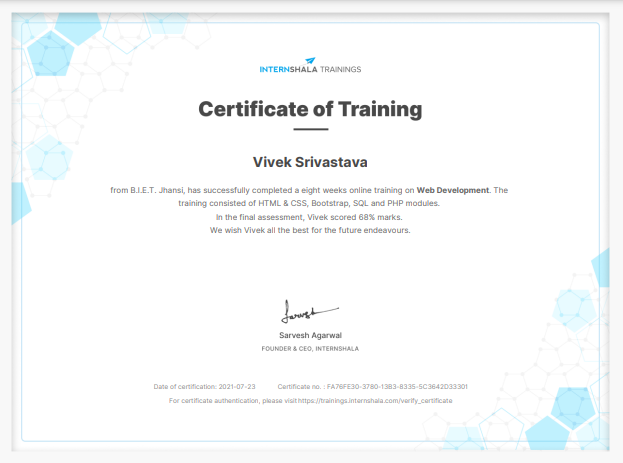 INTERNSHALA TRAININGS
Certificate of Training
Vivek Srivastava
from B.I.E.T. Jhansi, has successfully completed a eight weeks online training on Web Development. The
training consisted of HTML & CSS, Bootstrap, SQL and PHP modules.
In the final assessment, Vivek scored 68% marks.
We wish Vivek all the best for the future endeavours.
Sarvesh
Sarvesh Agarwal
FOUNDER & CEO, INTERNSHALA
Date of certification: 2021-07-23 Certificate no. : FA76FE30-3780-13B3-8335-5C3642D33301
For certificate authentication, please visit https://trainings.internshala.com/verify_certificate